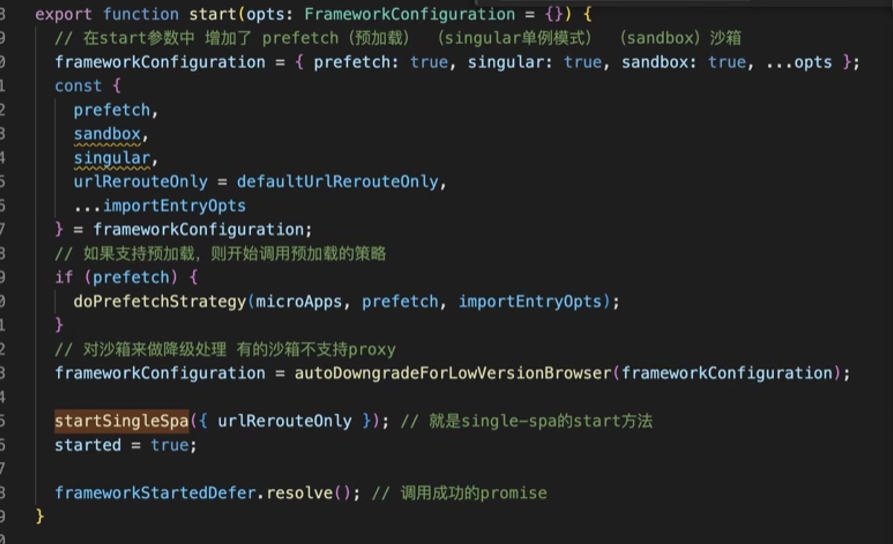 export function start(opts: FrameworkConfiguration = {}) {
// 在start参数中 增加了 prefetch（预加载） （singular单例模式） （sandbox）沙箱
frameworkConfiguration = { prefetch: true, singular: true, sandbox: true, ...opts };
const {
prefetch,
sandbox,
singular,
urlRerouteOnly = defaultUrlRerouteOnly,
...importEntryOpts
} = frameworkConfiguration;
// 如果支持预加载，则开始调用预加载的策略
if (prefetch) {
doPrefetchStrategy(microApps, prefetch, importEntryOpts);
}
// 对沙箱来做降级处理 有的沙箱不支持proxy
frameworkConfiguration = autoDowngradeForLowVersionBrowser(frameworkConfiguration);
startSingleSpa({ urlRerouteOnly }); // 就是single-spa的start方法
started = true;
frameworkStartedDefer.resolve(); // 调用成功的promise
}